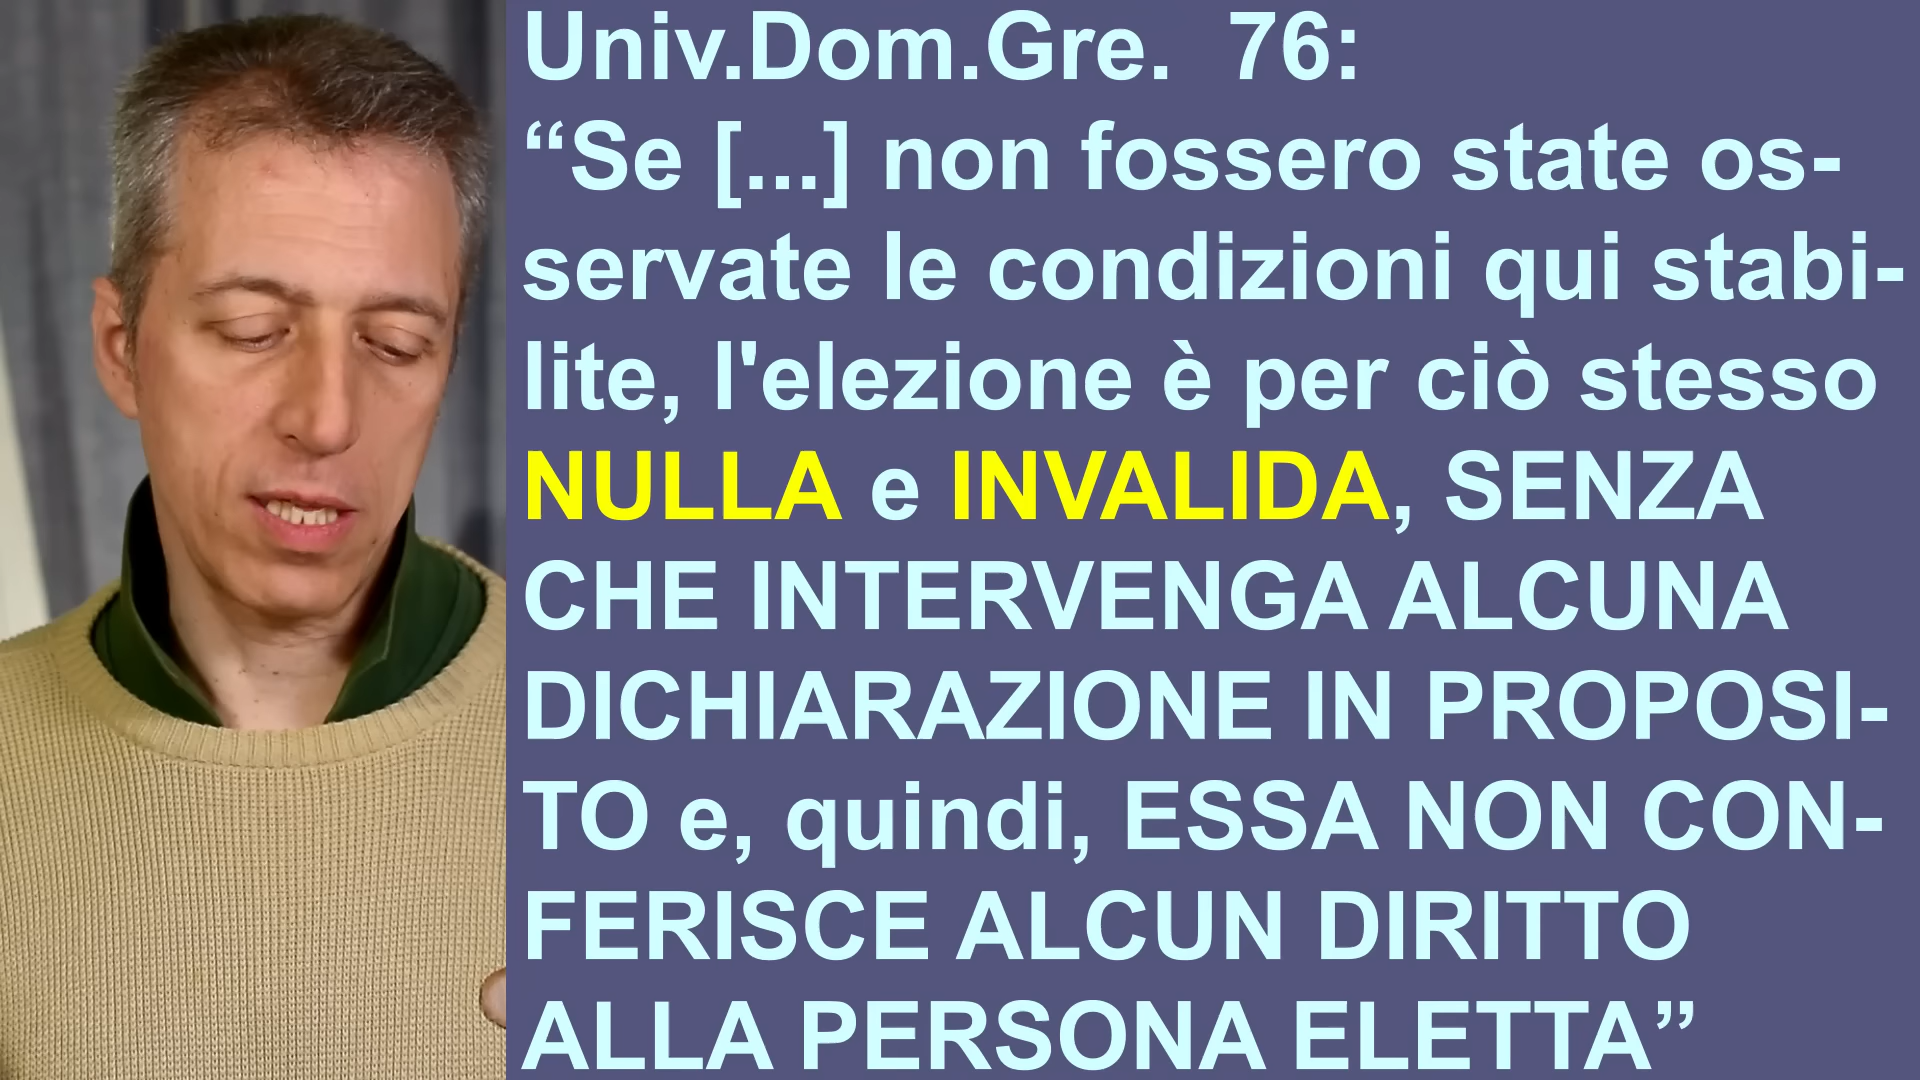 Univ.Dom.Gre.  76:
“Se [...] non fossero state os-
servate le condizioni qui stabi-
lite, l'elezione è per ciò stesso
NULLA e INVALIDA, SENZA
CHE INTERVENGA ALCUNA
DICHIARAZIONE IN PROPOSI-
TO e, quindi, ESSA NON CON-
FERISCE ALCUN DIRITTO
ALLA PERSONA ELETTA”